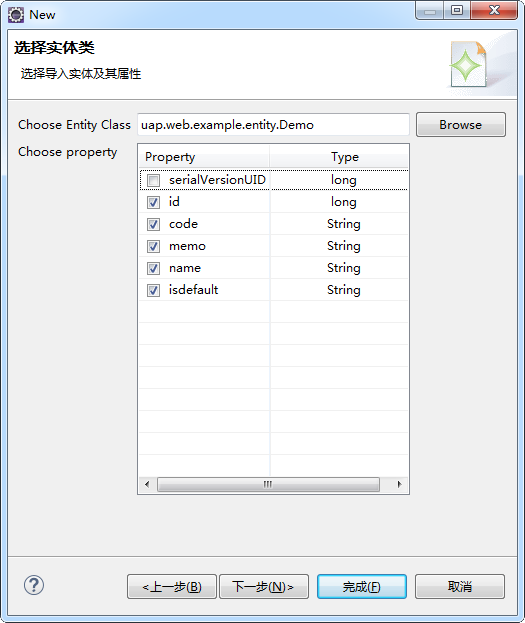 New
选择实体类
选择导入实体及其属性
Choose Entity Class uap.web.example.entity.Demo Browse
Choose property
Property Type
serialVersionUID long
id long
code String
memo String
name String
isdefault String
<上一步(B) 下一步(N)> 完成(F) 取消